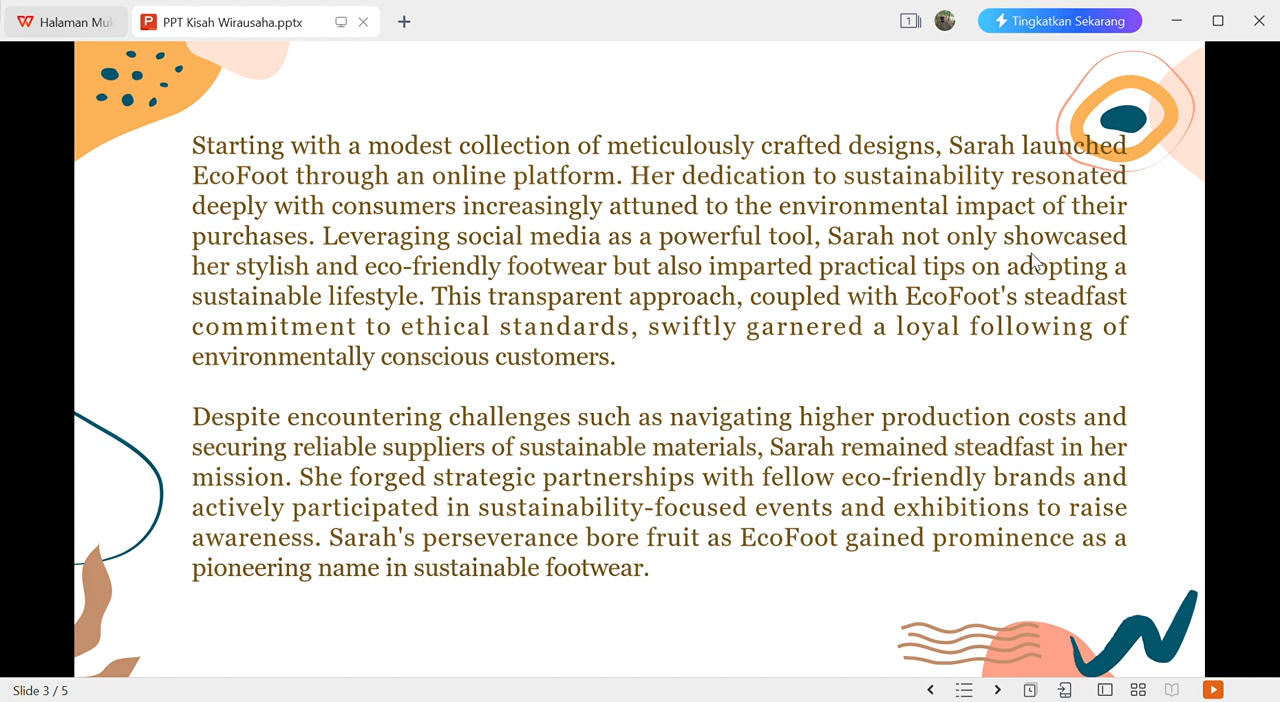 Halaman Mu
PPT Kisah Wirausaha.pptx
1
Tingkatkan Sekarang
Starting with a modest collection of meticulously crafted designs, Sarah launched
EcoFoot through an online platform. Her dedication to sustainability resonated
deeply with consumers increasingly attuned to the environmental impact of their
purchases. Leveraging social media as a powerful tool, Sarah not only showcased
her stylish and eco-friendly footwear but also imparted practical tips on adopting a
sustainable lifestyle. This transparent approach, coupled with EcoFoot's steadfast
commitment to ethical standards, swiftly garnered a loyal following of
environmentally conscious customers.
Despite encountering challenges such as navigating higher production costs and
securing reliable suppliers of sustainable materials, Sarah remained steadfast in her
mission. She forged strategic partnerships with fellow eco-friendly brands and
actively participated in sustainability-focused events and exhibitions to raise
awareness. Sarah's perseverance bore fruit as EcoFoot gained prominence as a
pioneering name in sustainable footwear.
Slide 3 / 5